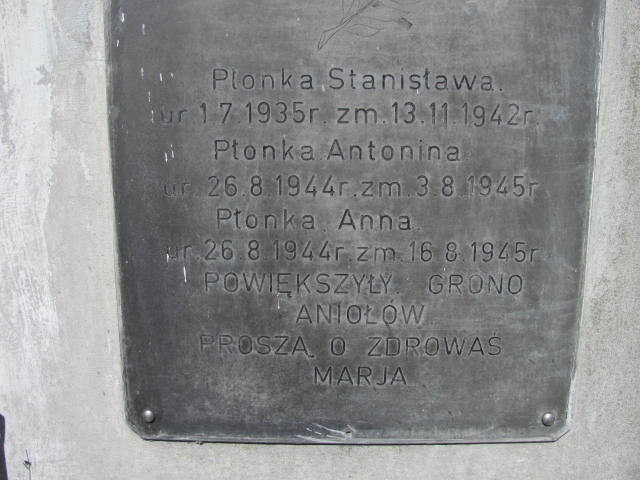 Płonka Stanisława.
ur 1.7.1935r. zm.13.11.1942r.
Płonka.Antonina
ur. 26.8.1944r.zm.3.8.1945r
Płonka. Anna.
ur.26.8.1944r.zm.16.8.1945r.
POWIĘKSZYŁY. GRONO
ANIOŁÓW
PROSZĄ O ZDROWAŚ
MARJA